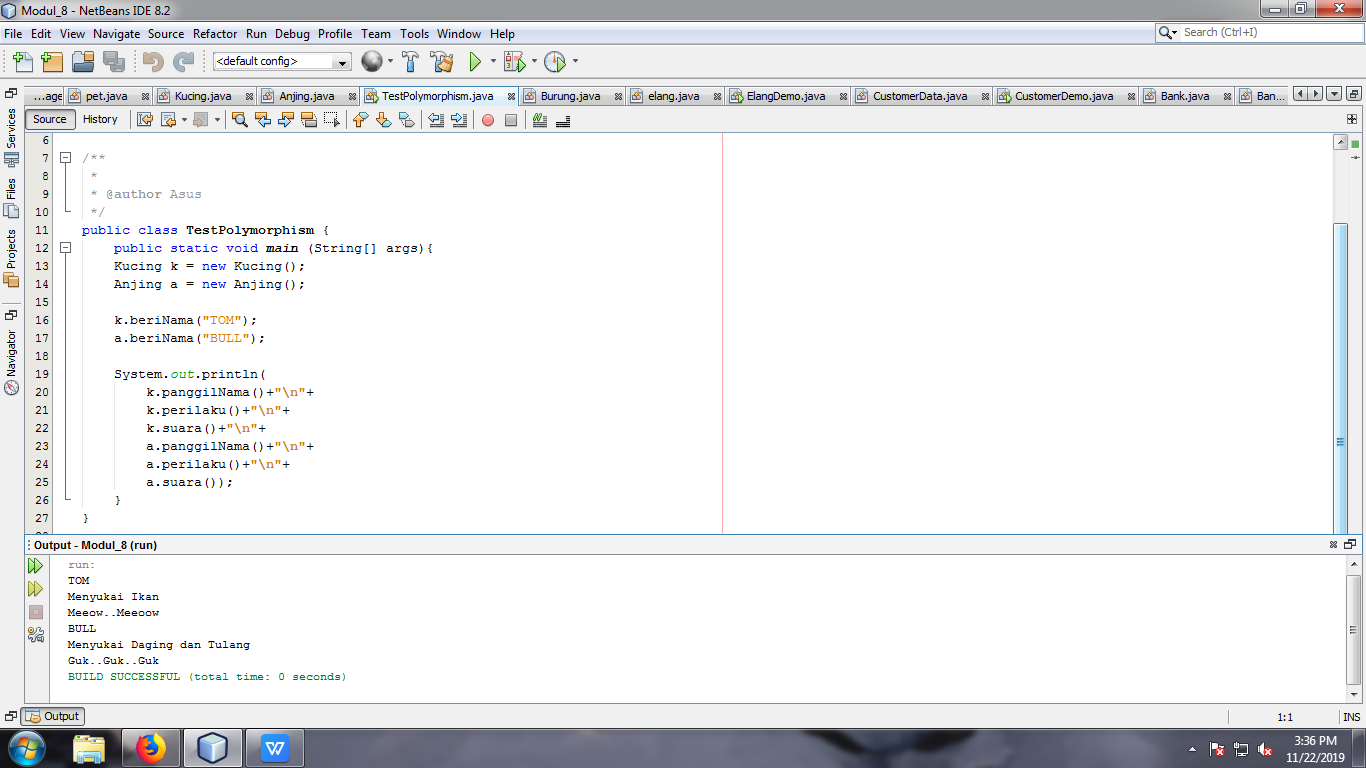 Modul_8 - NetBeans IDE 8.2
File Edit View Navigate Source Refactor Run Debug Profile Team Tools Window Help
Search (Ctrl+I)
<default config>
...age pet.java Kucing.java Anjing.java TestPolymorphism.java Burung.java elang.java ElangDemo.java CustomerData.java CustomerDemo.java Bank.java Ban...
Source History
Services
Files
Projects
Navigator
6
7 /**
8 *
9 * @author Asus
10 */
11 public class TestPolymorphism {
12 public static void main (String[] args){
13 Kucing k = new Kucing();
14 Anjing a = new Anjing();
15
16 k.beriNama("TOM");
17 a.beriNama("BULL");
18
19 System.out.println(
20 k.panggilNama()+"\n"+
21 k.perilaku()+"\n"+
22 k.suara()+"\n"+
23 a.panggilNama()+"\n"+
24 a.perilaku()+"\n"+
25 a.suara());
26 }
27 }
Output - Modul_8 (run)
run:
TOM
Menyukai Ikan
Meeow..Meeoow
BULL
Menyukai Daging dan Tulang
Guk..Guk..Guk
BUILD SUCCESSFUL (total time: 0 seconds)
Output
1:1 INS
3:36 PM
11/22/2019